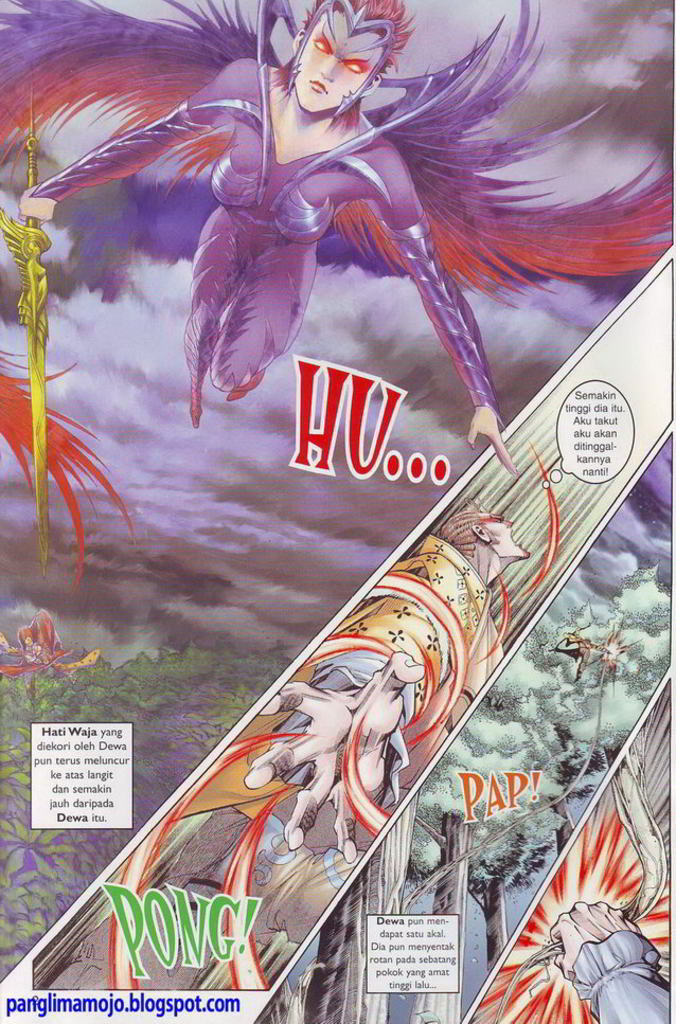 HU...
Semakin
tinggi dia itu.
Aku takut
aku akan
ditinggal-
kannya
nanti!
Hati Waja yang
diekori oleh Dewa
pun terus meluncur
ke atas langit
dan semakin
jauh daripada
Dewa itu.
PAP!
PONG!
Dewa pun men-
dapat satu akal.
Dia pun menyentak
rotan pada sebatang
pokok yang amat
tinggi lalu...
panglimamojo.blogspot.com